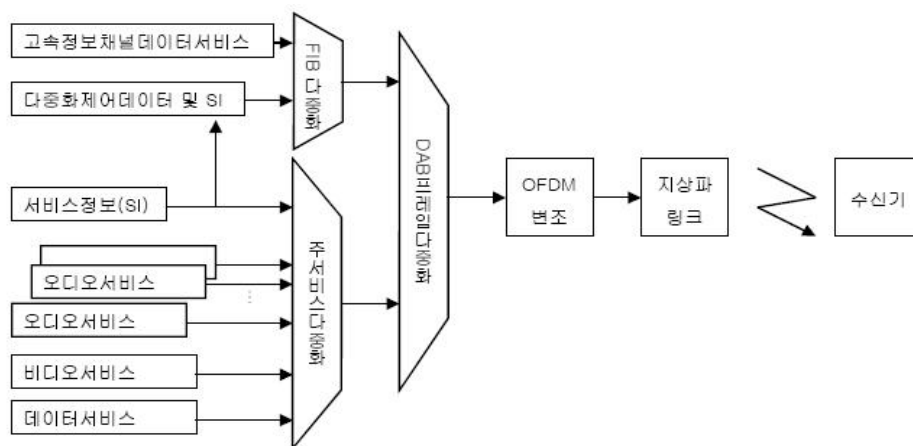 고속정보채널데이터서비스
다중화제어데이터 및 SI
FIB 다중화
서비스정보(SI)
오디오서비스
오디오서비스
비디오서비스
데이터서비스
주서비스다중화
DAB프레임다중화
OFDM
변조
지상파
링크
수신기